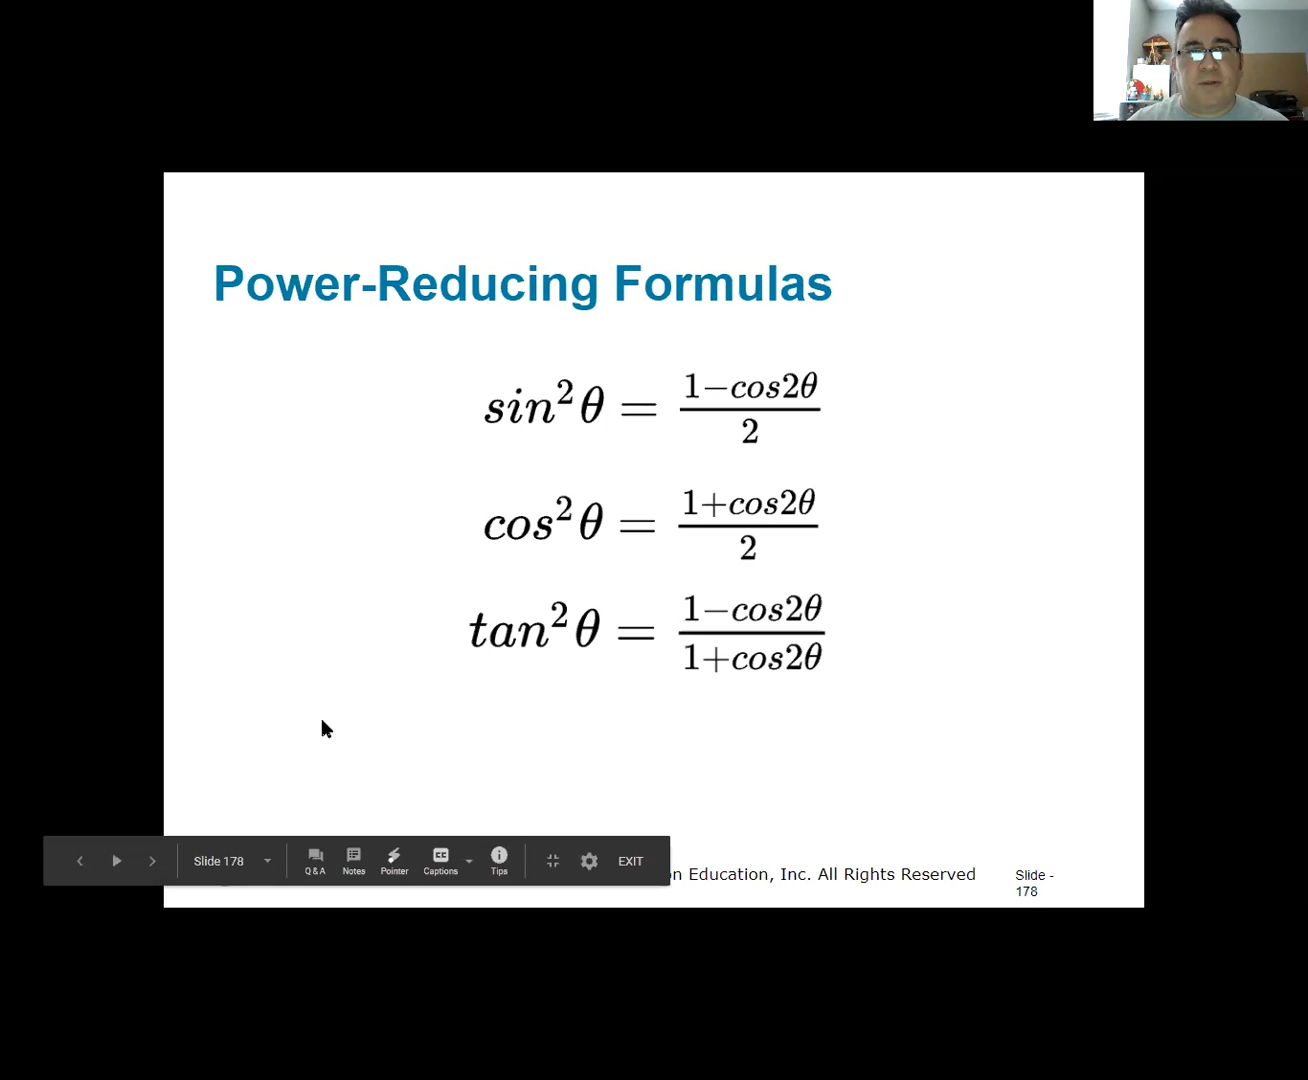 Power-Reducing Formulas
sin²θ = 1−cos2θ / 2
cos²θ = 1+cos2θ / 2
tan²θ = 1−cos2θ / 1+cos2θ
Slide 178
Q&A
Notes
Pointer
CC
Captions
Tips
EXIT
Education, Inc. All Rights Reserved
Slide -
178